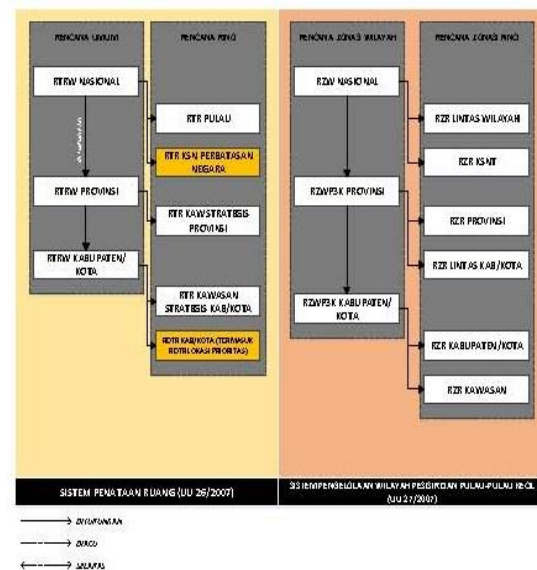 RENCANA UMUM
RENCANA RINCI
RENCANA ZONASI WILAYAH
RENCANA ZONASI RINCI
RTRW NASIONAL
RTR PULAU
RTR KSN PERBATASAN
NEGARA
RTRW PROVINSI
RTR KAW STRATEGIS
PROVINSI
RTRW KABUPATEN/
KOTA
RTR KAWASAN
STRATEGIS KAB/KOTA
RDTR KAB/KOTA (TERMASUK
RDTR LOKASI PRIORITAS)
RZW NASIONAL
RZR LINTAS WILAYAH
RZR KSNT
RZWP3K PROVINSI
RZR PROVINSI
RZR LINTAS KAB/KOTA
RZWP3K KABUPATEN/
KOTA
RZR KABUPATEN/KOTA
RZR KAWASAN
SISTEM PENATAAN RUANG (UU 26/2007)
SISTEM PENGELOLAAN WILAYAH PESISIR DAN PULAU-PULAU KECIL
(UU 27/2007)
DITURUNKAN
DIACU
SELARAS